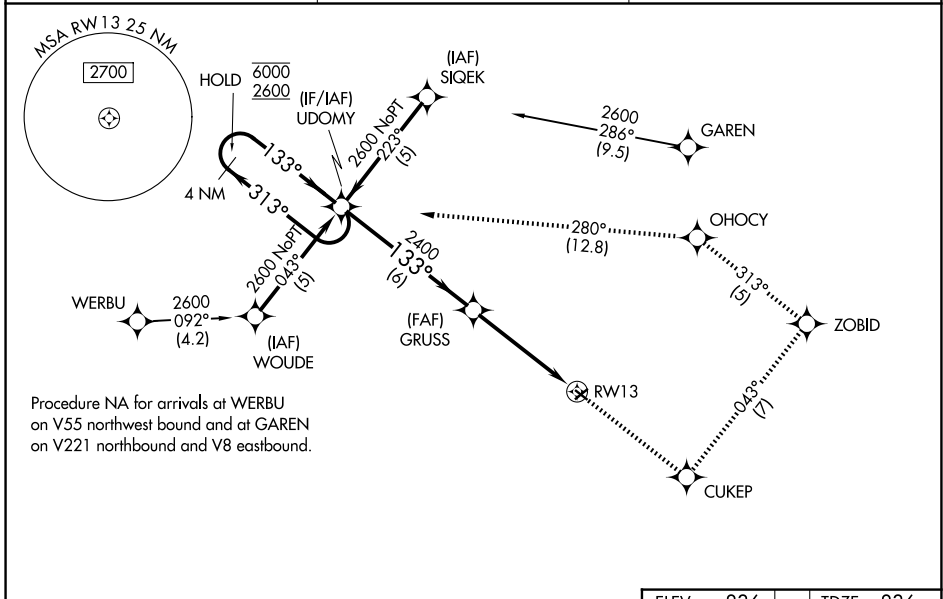 MSA RW13 25 NM
2700
HOLD
6000
2600
(IF/IAF)
UDOMY
(IAF)
SIQEK
2600 NoPT
223°
(5)
2600
286°
(9.5)
GAREN
133°
313°
4 NM
2600 NoPT
043°
(5)
2400
133°
(6)
280°
(12.8)
OHOCY
313°
(5)
ZOBID
WERBU
2600
092°
(4.2)
(IAF)
WOUDE
(FAF)
GRUSS
RW13
043°
(7)
CUKEP
Procedure NA for arrivals at WERBU
on V55 northwest bound and at GAREN
on V221 northbound and V8 eastbound.